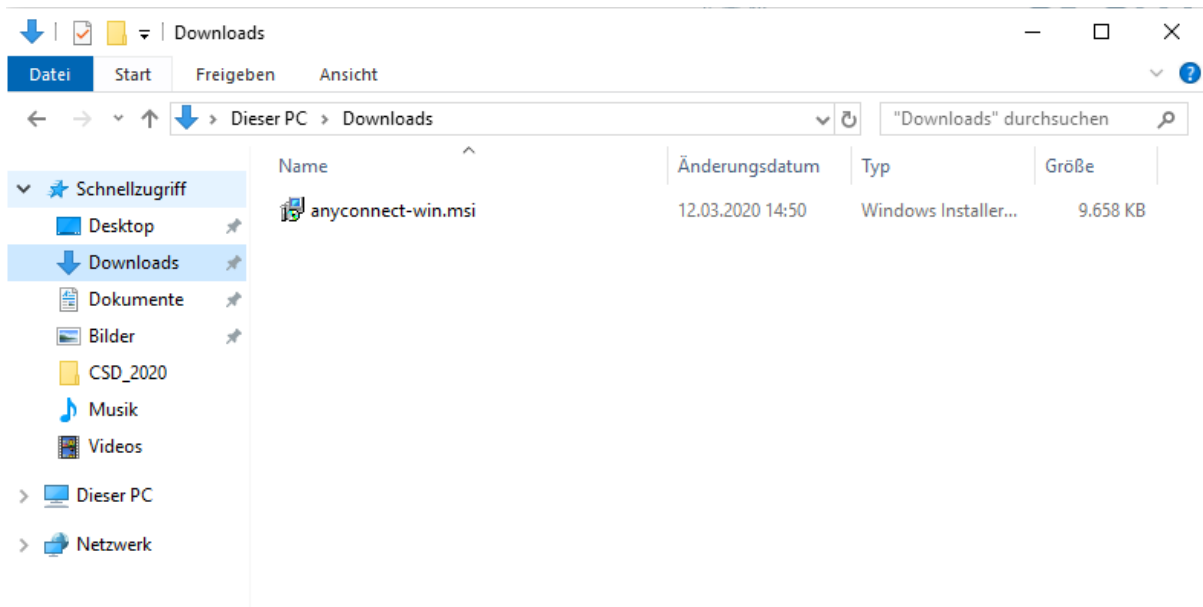 Downloads
Datei Start Freigeben Ansicht
Dieser PC Downloads "Downloads" durchsuchen
Name Änderungsdatum Typ Größe
Schnellzugriff
anyconnect-win.msi 12.03.2020 14:50 Windows Installer... 9.658 KB
Desktop
Downloads
Dokumente
Bilder
CSD_2020
Musik
Videos
Dieser PC
Netzwerk